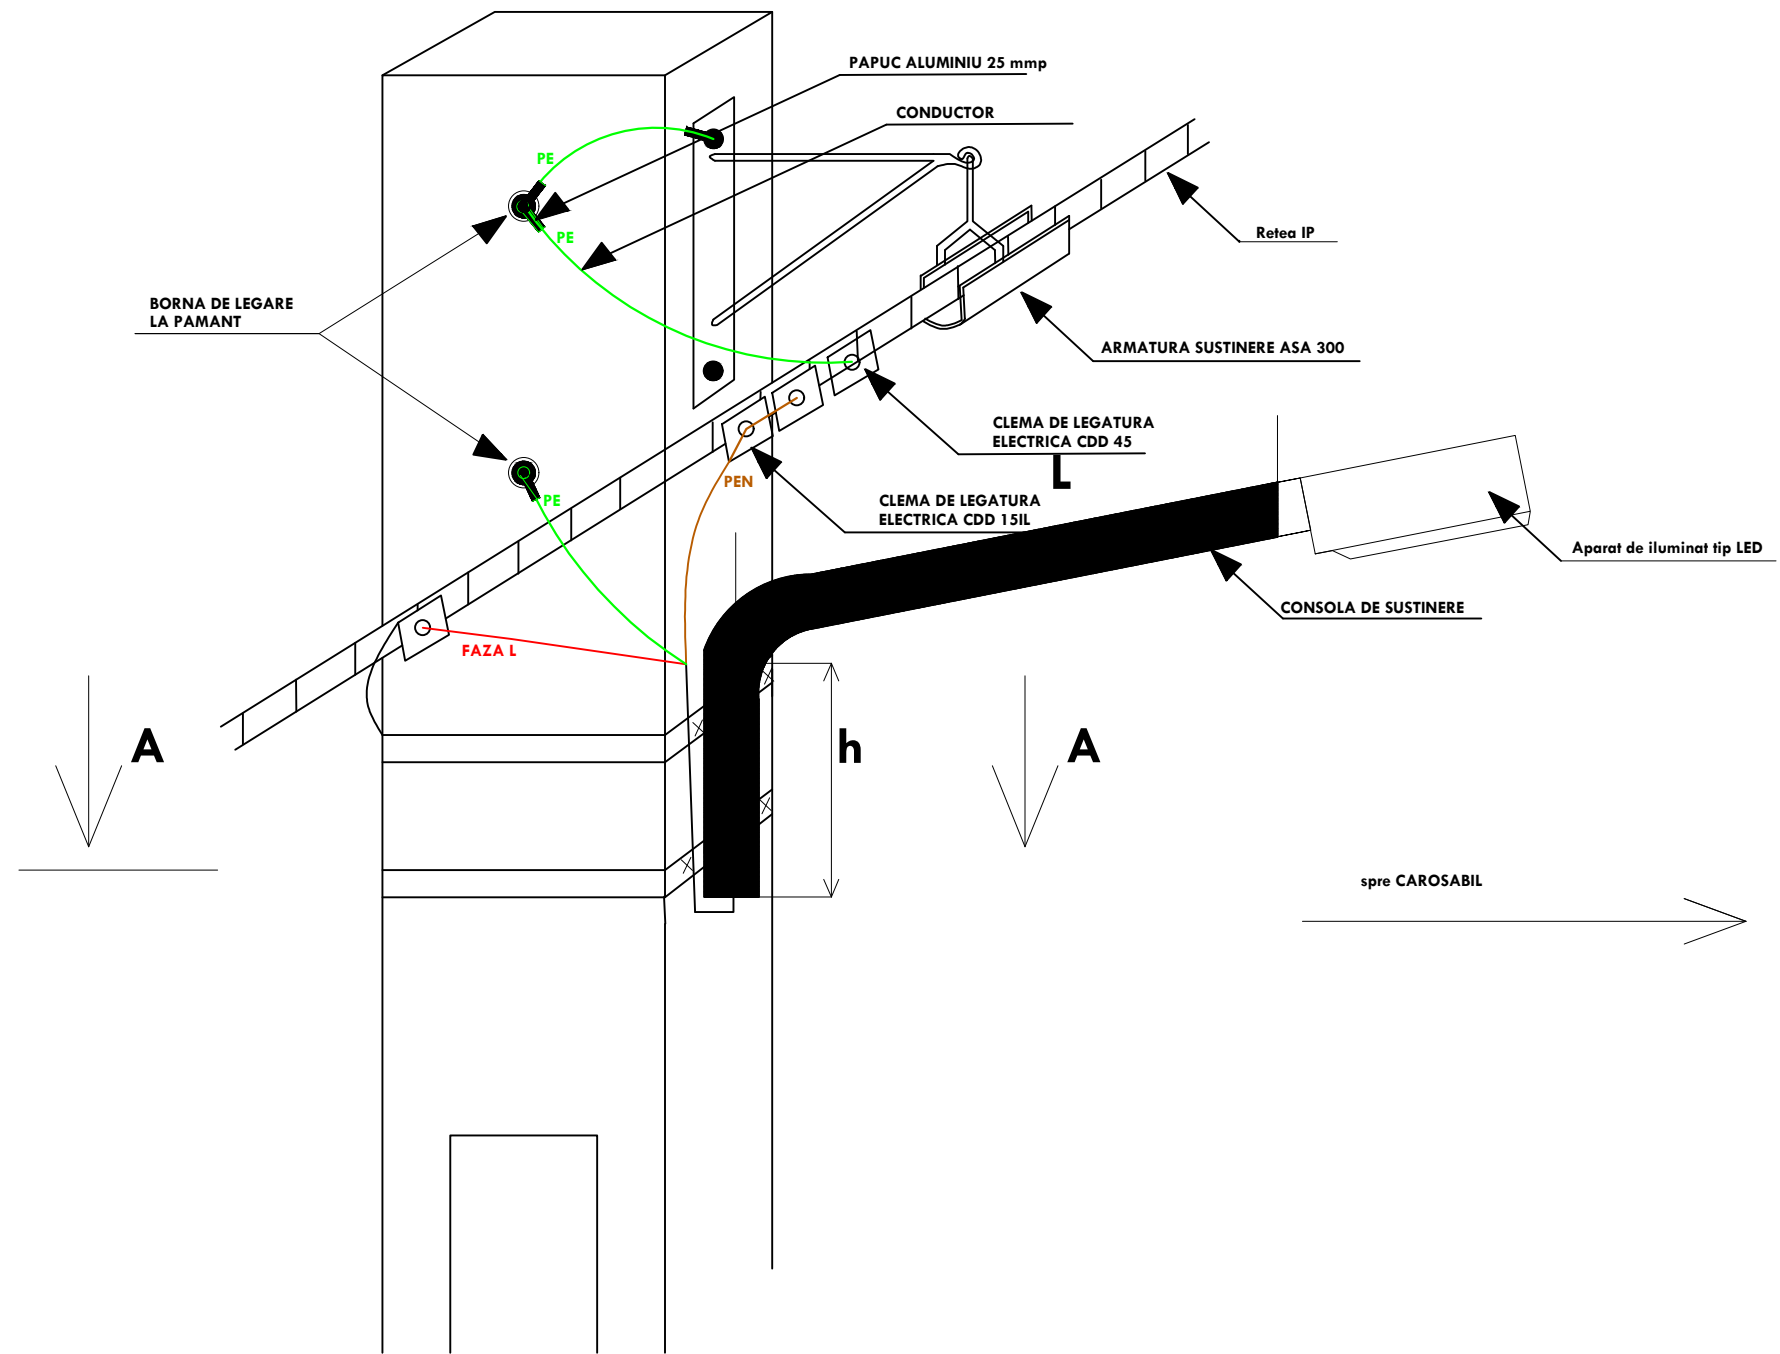 PAPUC ALUMINIU 25 mmp
CONDUCTOR
PE
PE
Retea IP
BORNA DE LEGARE
LA PAMANT
ARMATURA SUSTINERE ASA 300
CLEMA DE LEGATURA
ELECTRICA CDD 45
L
PEN
CLEMA DE LEGATURA
ELECTRICA CDD 15IL
PE
Aparat de iluminat tip LED
CONSOLA DE SUSTINERE
FAZA L
A
h
A
spre CAROSABIL